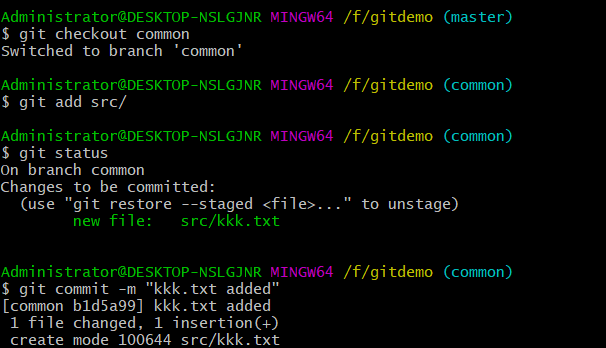 Administrator@DESKTOP-NSLGJNR MINGW64 /f/gitdemo (master)
$ git checkout common
Switched to branch 'common'
Administrator@DESKTOP-NSLGJNR MINGW64 /f/gitdemo (common)
$ git add src/
Administrator@DESKTOP-NSLGJNR MINGW64 /f/gitdemo (common)
$ git status
On branch common
Changes to be committed:
  (use "git restore --staged <file>..." to unstage)
        new file:   src/kkk.txt
Administrator@DESKTOP-NSLGJNR MINGW64 /f/gitdemo (common)
$ git commit -m "kkk.txt added"
[common b1d5a99] kkk.txt added
 1 file changed, 1 insertion(+)
 create mode 100644 src/kkk.txt